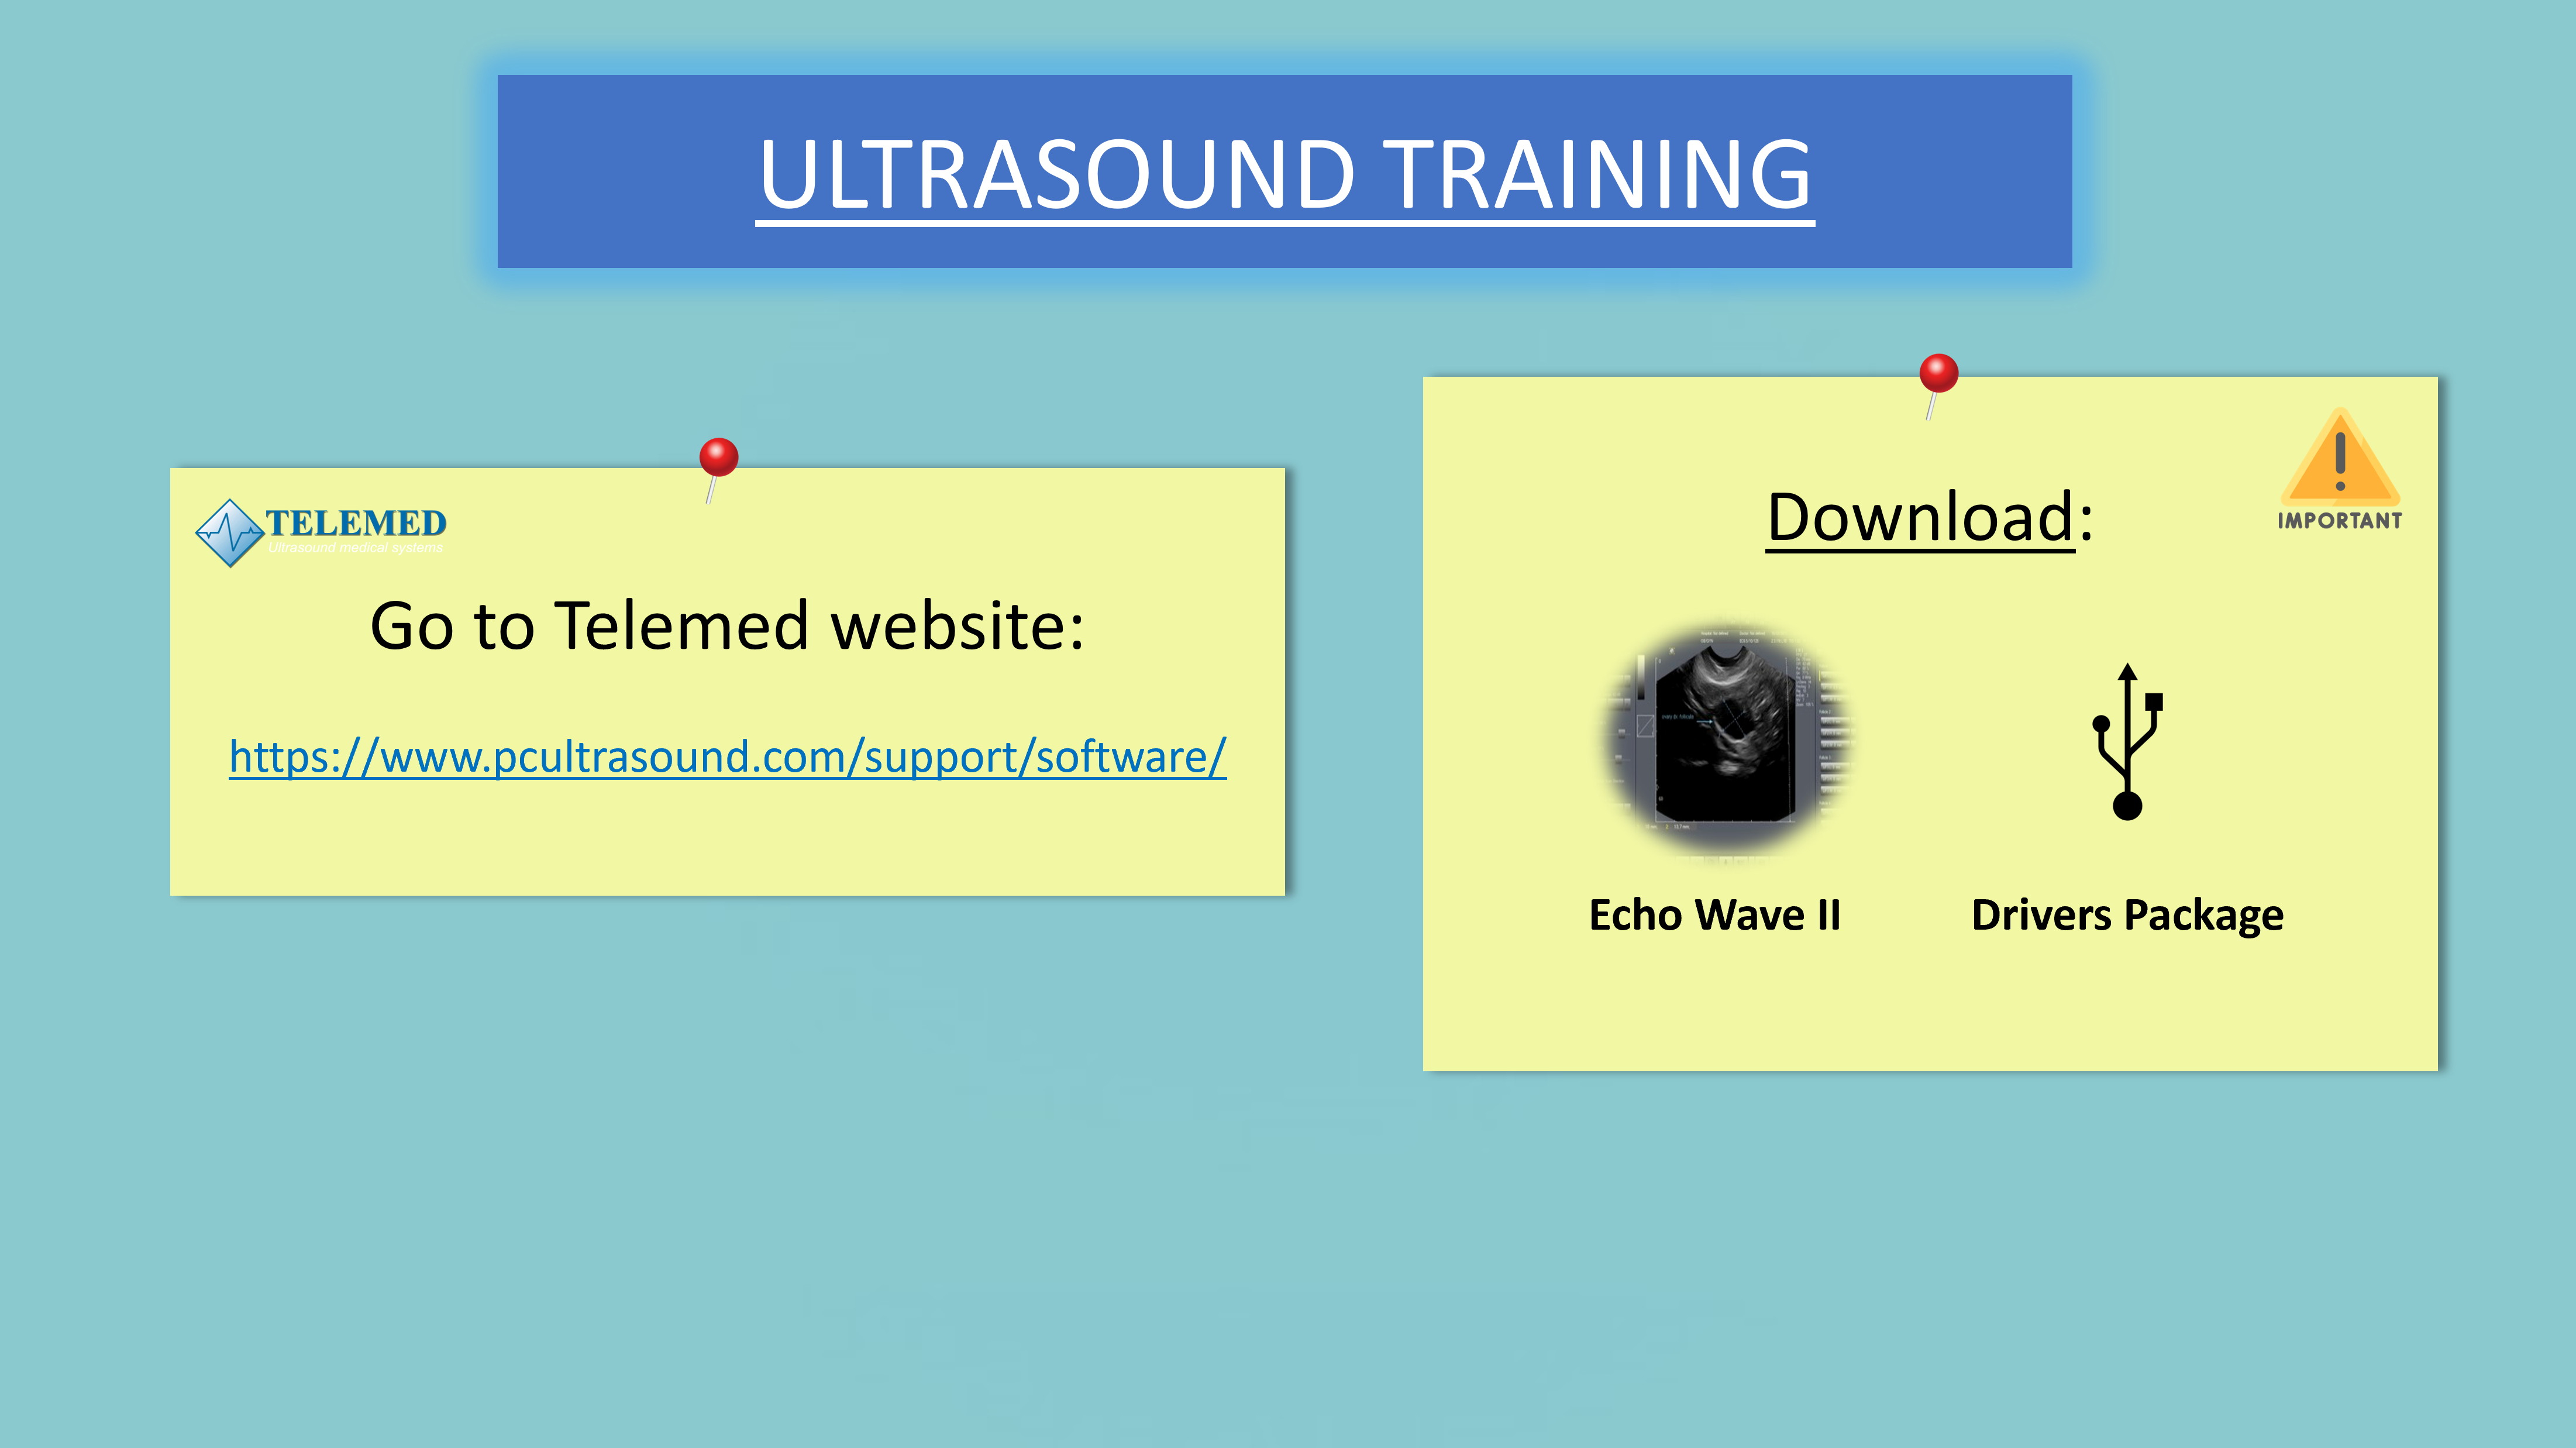 ULTRASOUND TRAINING
TELEMED
Ultrasound medical systems
Go to Telemed website:
https://www.pcultrasound.com/support/software/
IMPORTANT
Download:
Echo Wave II
Drivers Package